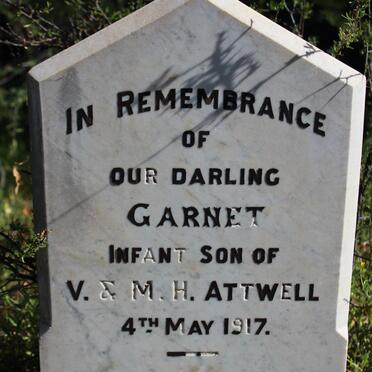 IN REMEMBRANCE
OF
OUR DARLING
GARNET
INFANT SON OF
V. & M. H. ATTWELL
4TH MAY 1917.